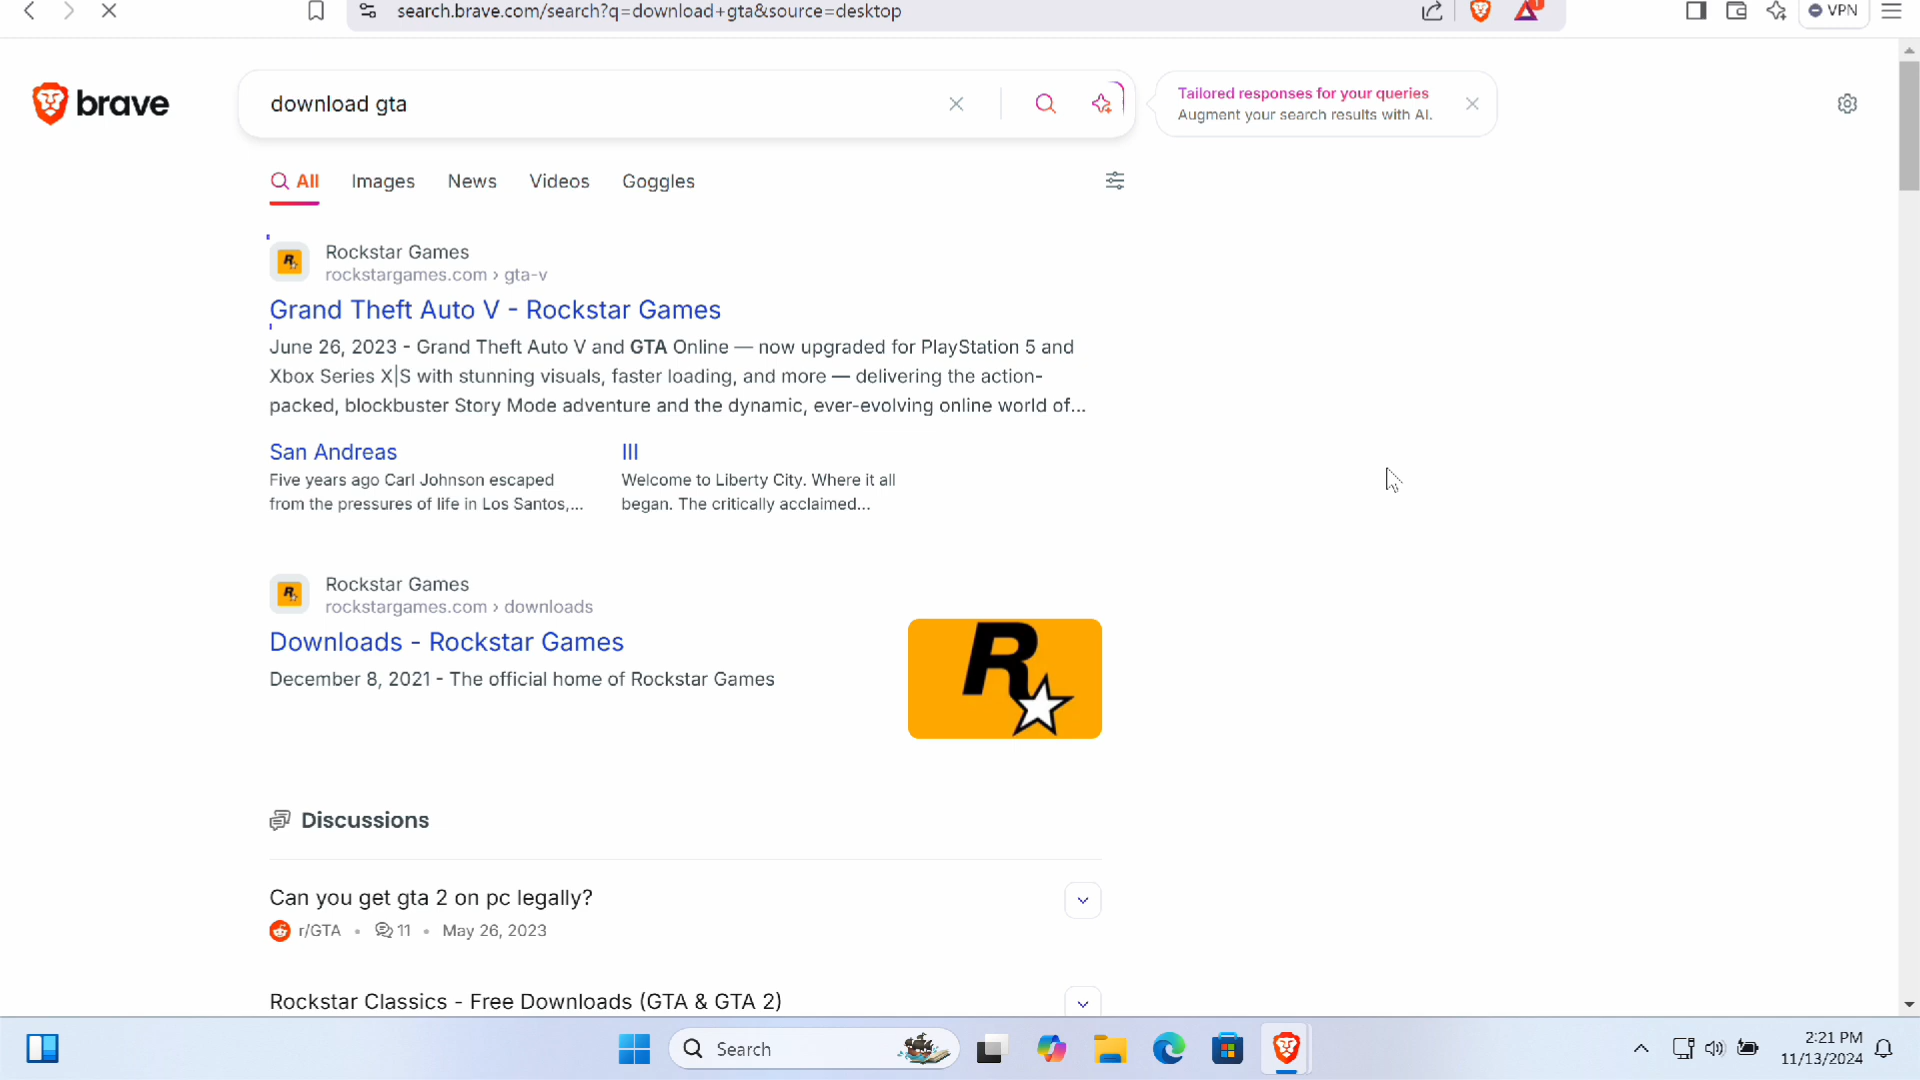 search.brave.com/search?q=download+gta&source=desktop
1
VPN
brave
download gta
Tailored responses for your queries
Augment your search results with AI.
All
Images
News
Videos
Goggles
Rockstar Games
rockstargames.com › gta-v
Grand Theft Auto V - Rockstar Games
June 26, 2023 - Grand Theft Auto V and GTA Online — now upgraded for PlayStation 5 and
Xbox Series X|S with stunning visuals, faster loading, and more — delivering the action-
packed, blockbuster Story Mode adventure and the dynamic, ever-evolving online world of...
San Andreas
Five years ago Carl Johnson escaped
from the pressures of life in Los Santos,...
III
Welcome to Liberty City. Where it all
began. The critically acclaimed...
Rockstar Games
rockstargames.com › downloads
Downloads - Rockstar Games
December 8, 2021 - The official home of Rockstar Games
R
Discussions
Can you get gta 2 on pc legally?
r/GTA • 11 • May 26, 2023
Rockstar Classics - Free Downloads (GTA & GTA 2)
Search
2:21 PM
11/13/2024